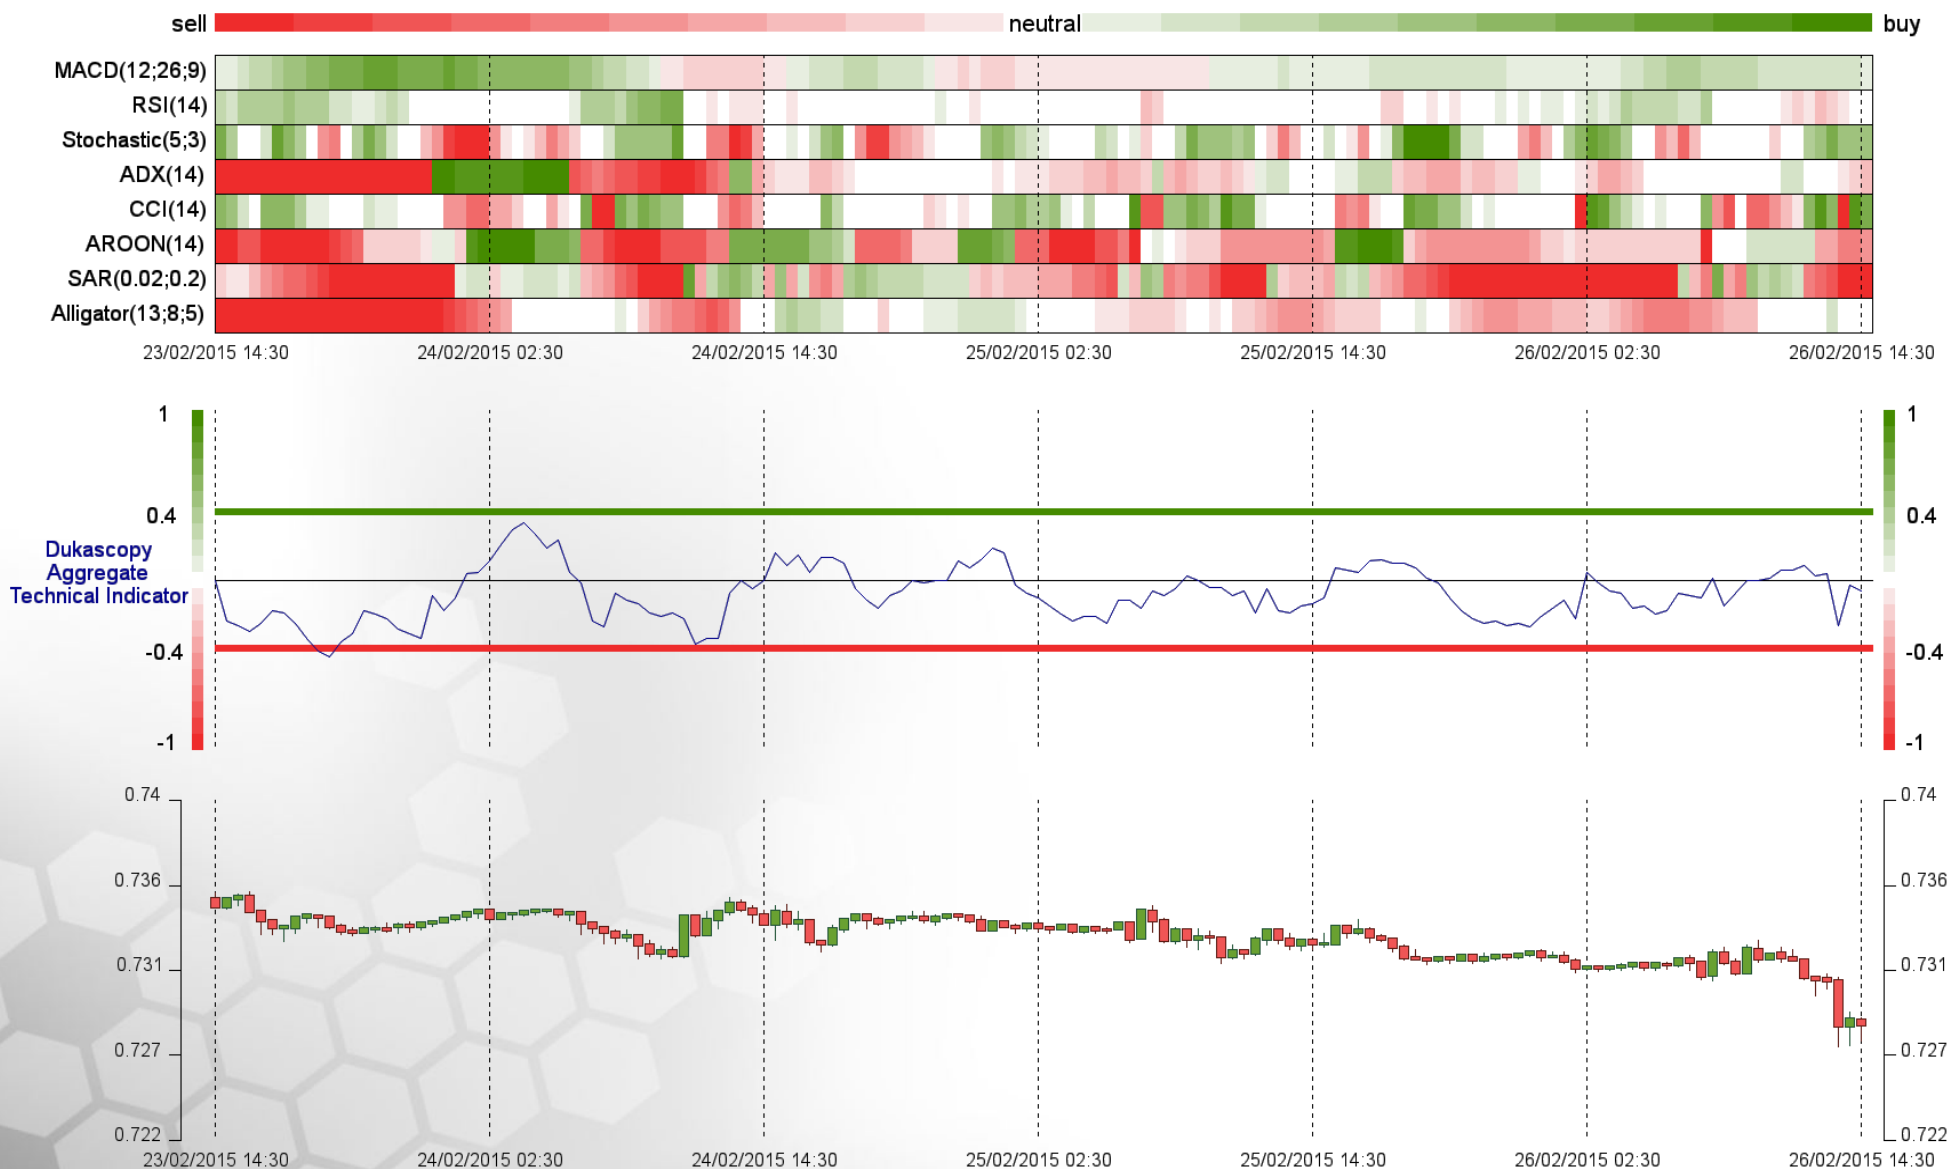 sell neutral buy
MACD(12;26;9)
RSI(14)
Stochastic(5;3)
ADX(14)
CCI(14)
AROON(14)
SAR(0.02;0.2)
Alligator(13;8;5)
23/02/2015 14:30 24/02/2015 02:30 24/02/2015 14:30 25/02/2015 02:30 25/02/2015 14:30 26/02/2015 02:30 26/02/2015 14:30
1 1
0.4 0.4
Dukascopy
Aggregate
Technical Indicator
-0.4 -0.4
-1 -1
0.74 0.74
0.736 0.736
0.731 0.731
0.727 0.727
0.722 0.722
23/02/2015 14:30 24/02/2015 02:30 24/02/2015 14:30 25/02/2015 02:30 25/02/2015 14:30 26/02/2015 02:30 26/02/2015 14:30